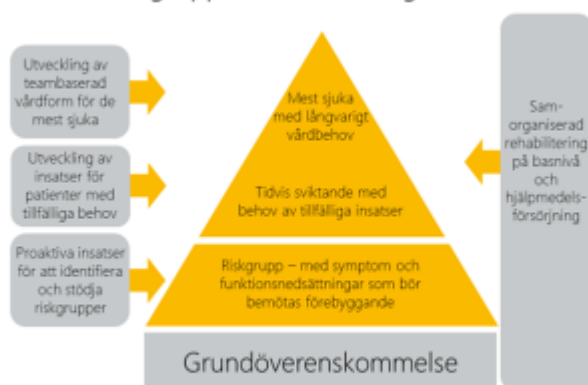 Utveckling av
teambaserad
vårdform för de
mest sjuka
Utveckling av
insatser för
patienter med
tillfälliga behov
Proaktiva insatser
för att identifiera
och stödja
riskgrupper
Mest sjuka
med långvarigt
vårdbehov
Tidvis sviktande med
behov av tillfälliga insatser
Riskgrupp – med symptom och
funktionsnedsättningar som bör
bemötas förebyggande
Grundöverenskommelse
Sam-
organiserad
rehabilitering
på basnivå
och
hjälpmedels-
försörjning